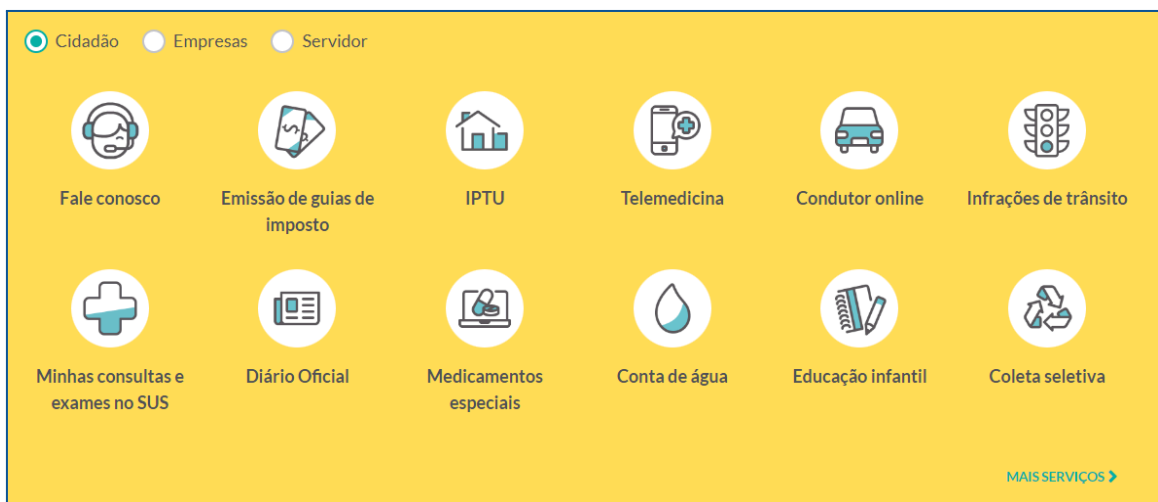 Cidadão Empresas Servidor
Fale conosco
Emissão de guias de
imposto
IPTU
Telemedicina
Condutor online
Infrações de trânsito
Minhas consultas e
exames no SUS
Diário Oficial
Medicamentos
especiais
Conta de água
Educação infantil
Coleta seletiva
MAIS SERVIÇOS